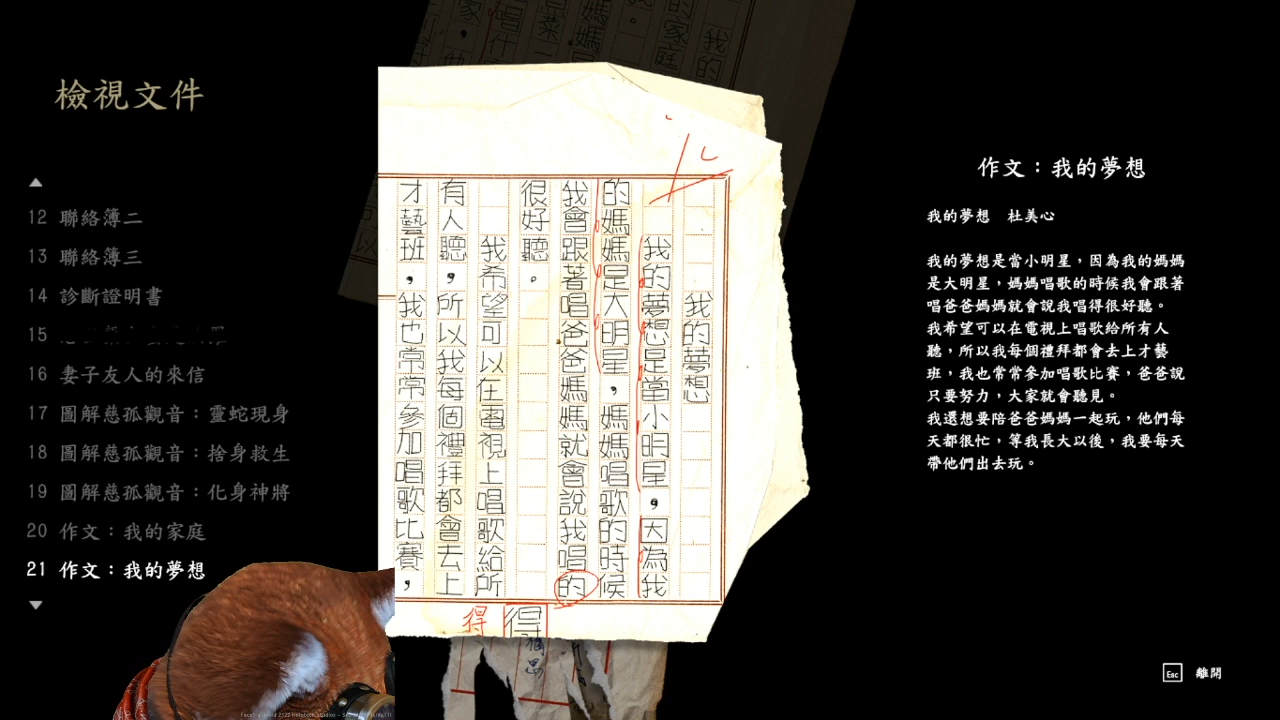 檢視文件
12 聯絡簿二
13 聯絡簿三
14 診斷證明書
15
16 妻子友人的來信
17 圖解慈孤觀音：靈蛇現身
18 圖解慈孤觀音：捨身救生
19 圖解慈孤觀音：化身神將
20 作文：我的家庭
21 作文：我的夢想
我的夢想
我的夢想是當小明星，因為我
的媽媽是大明星，媽媽唱歌的時候
我會跟著唱爸爸媽媽就會說我唱的
很好聽。
我希望可以在電視上唱歌給所
有人聽，所以我每個禮拜都會去上
才藝班，我也常常參加唱歌比賽，
得
得
作文：我的夢想
我的夢想 杜美心
我的夢想是當小明星，因為我的媽媽
是大明星，媽媽唱歌的時候我會跟著
唱爸爸媽媽就會說我唱得很好聽。
我希望可以在電視上唱歌給所有人
聽，所以我每個禮拜都會去上才藝
班，我也常常參加唱歌比賽，爸爸說
只要努力，大家就會聽見。
我還想要陪爸爸媽媽一起玩，他們每
天都很忙，等我長大以後，我要每天
帶他們出去玩。
Esc 離開